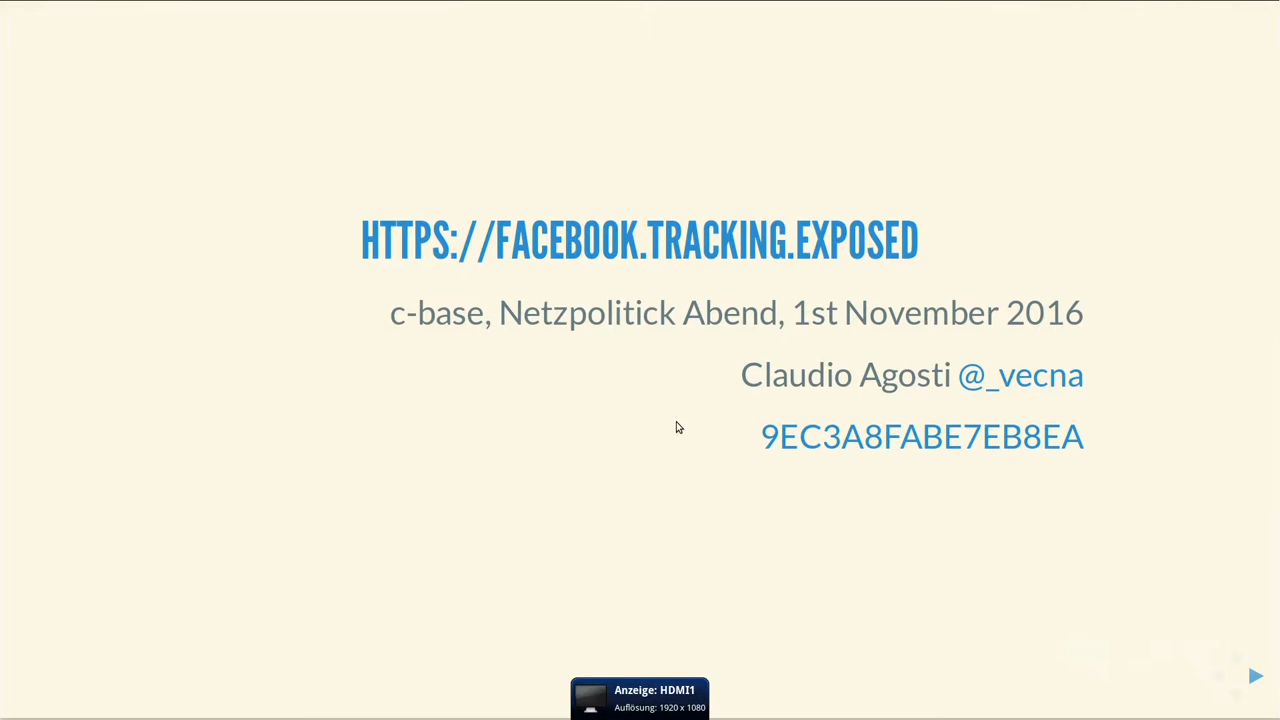 HTTPS://FACEBOOK.TRACKING.EXPOSED
c-base, Netzpolitick Abend, 1st November 2016
Claudio Agosti @_vecna
9EC3A8FABE7EB8EA
Anzeige: HDMI1
Auflösung: 1920 x 1080